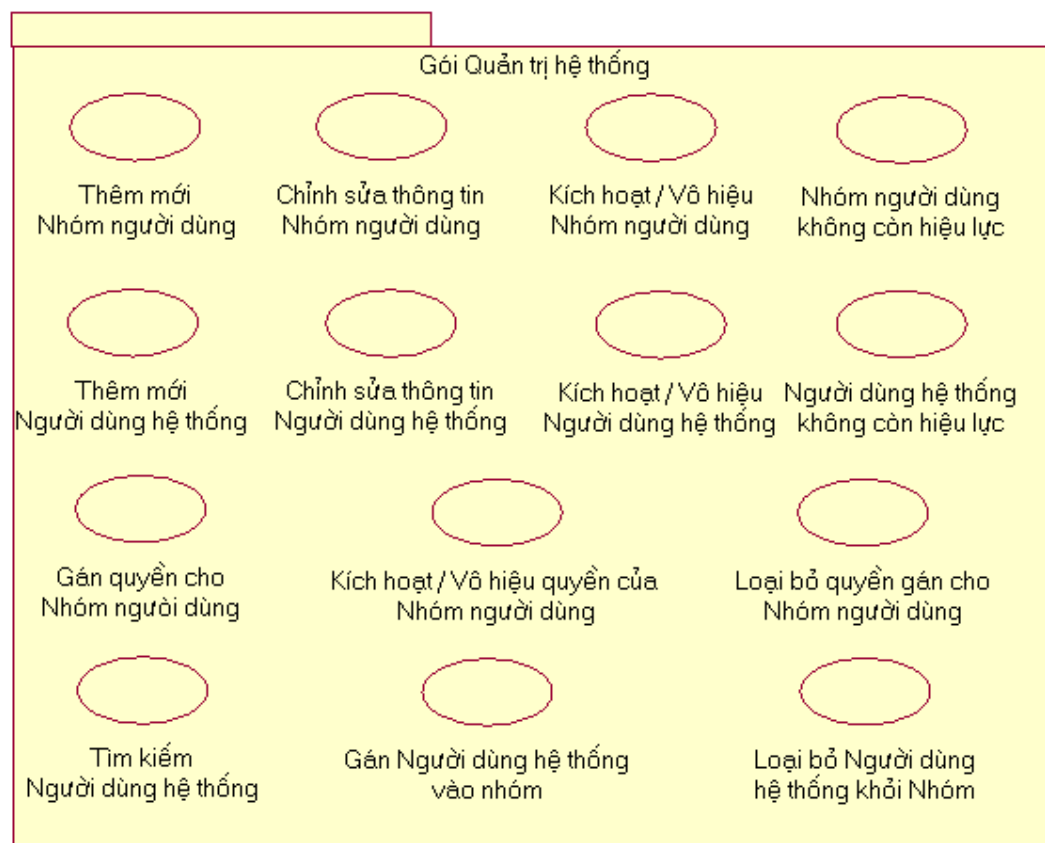 Gói Quản trị hệ thống
Thêm mới
Nhóm người dùng
Chỉnh sửa thông tin
Nhóm người dùng
Kích hoạt / Vô hiệu
Nhóm người dùng
Nhóm người dùng
không còn hiệu lực
Thêm mới
Người dùng hệ thống
Chỉnh sửa thông tin
Người dùng hệ thống
Kích hoạt / Vô hiệu
Người dùng hệ thống
Người dùng hệ thống
không còn hiệu lực
Gán quyền cho
Nhóm nguời dùng
Kích hoạt / Vô hiệu quyền của
Nhóm người dùng
Loại bỏ quyền gán cho
Nhóm người dùng
Tìm kiếm
Người dùng hệ thống
Gán Người dùng hệ thống
vào nhóm
Loại bỏ Người dùng
hệ thống khỏi Nhóm